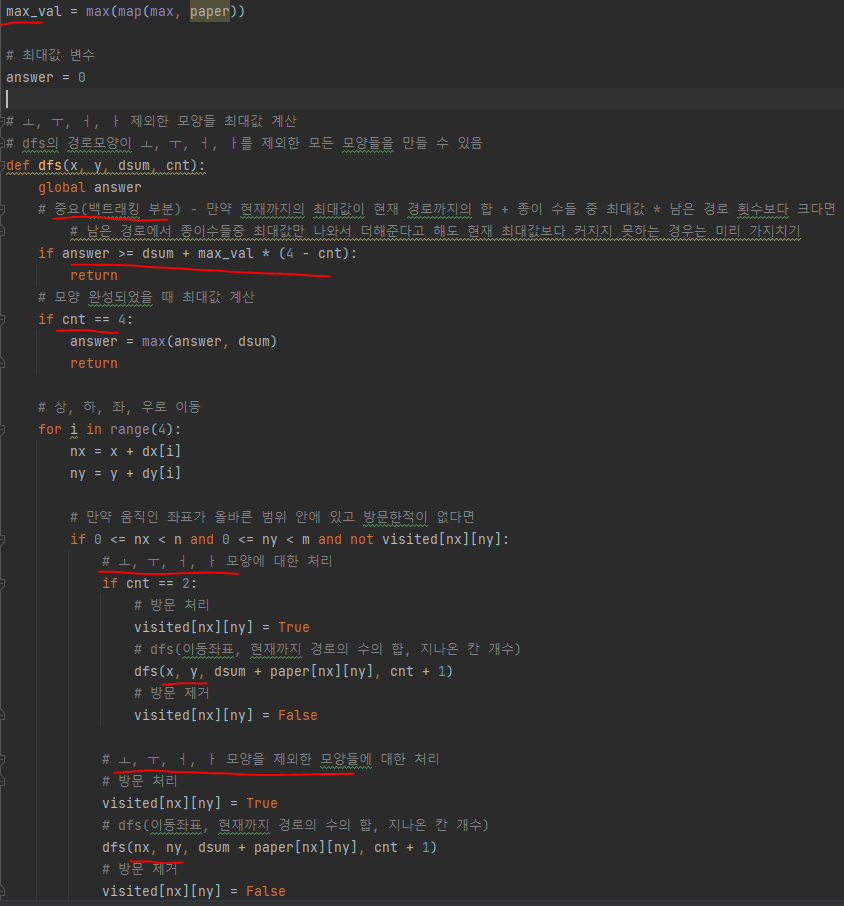 max_val = max(map(max, paper))
# 최대값 변수
answer = 0
# ㅗ, ㅜ, ㅓ, ㅏ 제외한 모양들 최대값 계산
# dfs의 경로모양이 ㅗ, ㅜ, ㅓ, ㅏ를 제외한 모든 모양들을 만들 수 있음
def dfs(x, y, dsum, cnt):
global answer
# 중요(백트래킹 부분) - 만약 현재까지의 최대값이 현재 경로까지의 합 + 종이 수들 중 최대값 * 남은 경로 횟수보다 크다면
# 남은 경로에서 종이수들중 최대값만 나와서 더해준다고 해도 현재 최대값보다 커지지 못하는 경우는 미리 가지치기
if answer >= dsum + max_val * (4 - cnt):
return
# 모양 완성되었을 때 최대값 계산
if cnt == 4:
answer = max(answer, dsum)
return
# 상, 하, 좌, 우로 이동
for i in range(4):
nx = x + dx[i]
ny = y + dy[i]
# 만약 움직인 좌표가 올바른 범위 안에 있고 방문한적이 없다면
if 0 <= nx < n and 0 <= ny < m and not visited[nx][ny]:
# ㅗ, ㅜ, ㅓ, ㅏ 모양에 대한 처리
if cnt == 2:
# 방문 처리
visited[nx][ny] = True
# dfs(이동좌표, 현재까지 경로의 수의 합, 지나온 칸 개수)
dfs(x, y, dsum + paper[nx][ny], cnt + 1)
# 방문 제거
visited[nx][ny] = False
# ㅗ, ㅜ, ㅓ, ㅏ 모양을 제외한 모양들에 대한 처리
# 방문 처리
visited[nx][ny] = True
# dfs(이동좌표, 현재까지 경로의 수의 합, 지나온 칸 개수)
dfs(nx, ny, dsum + paper[nx][ny], cnt + 1)
# 방문 제거
visited[nx][ny] = False